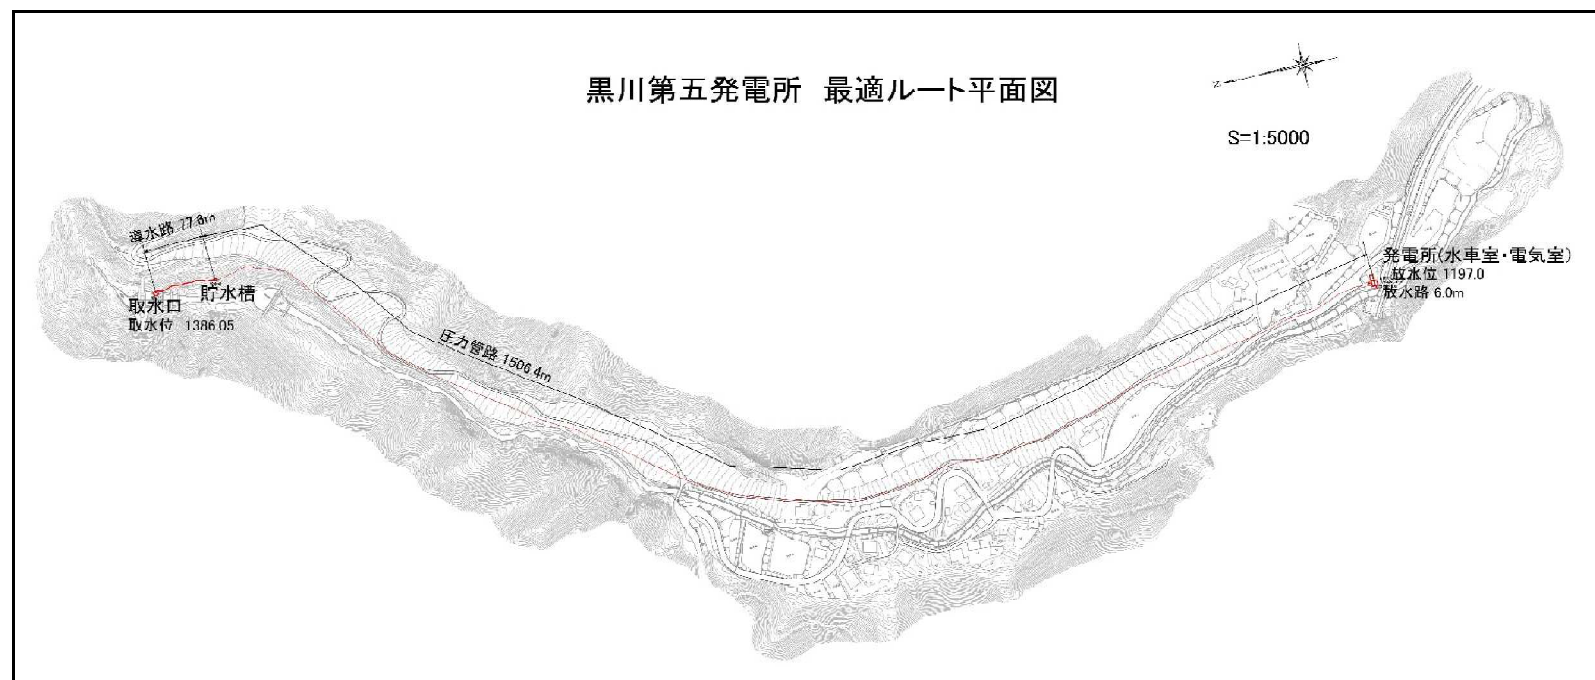 黒川第五発電所 最適ルート平面図
N
S=1:5000
導水路 77.6m
取水口
取水位 1386.05
貯水槽
圧力管路 1506.4m
発電所(水車室・電気室)
放水位 1197.0
放水路 6.0m